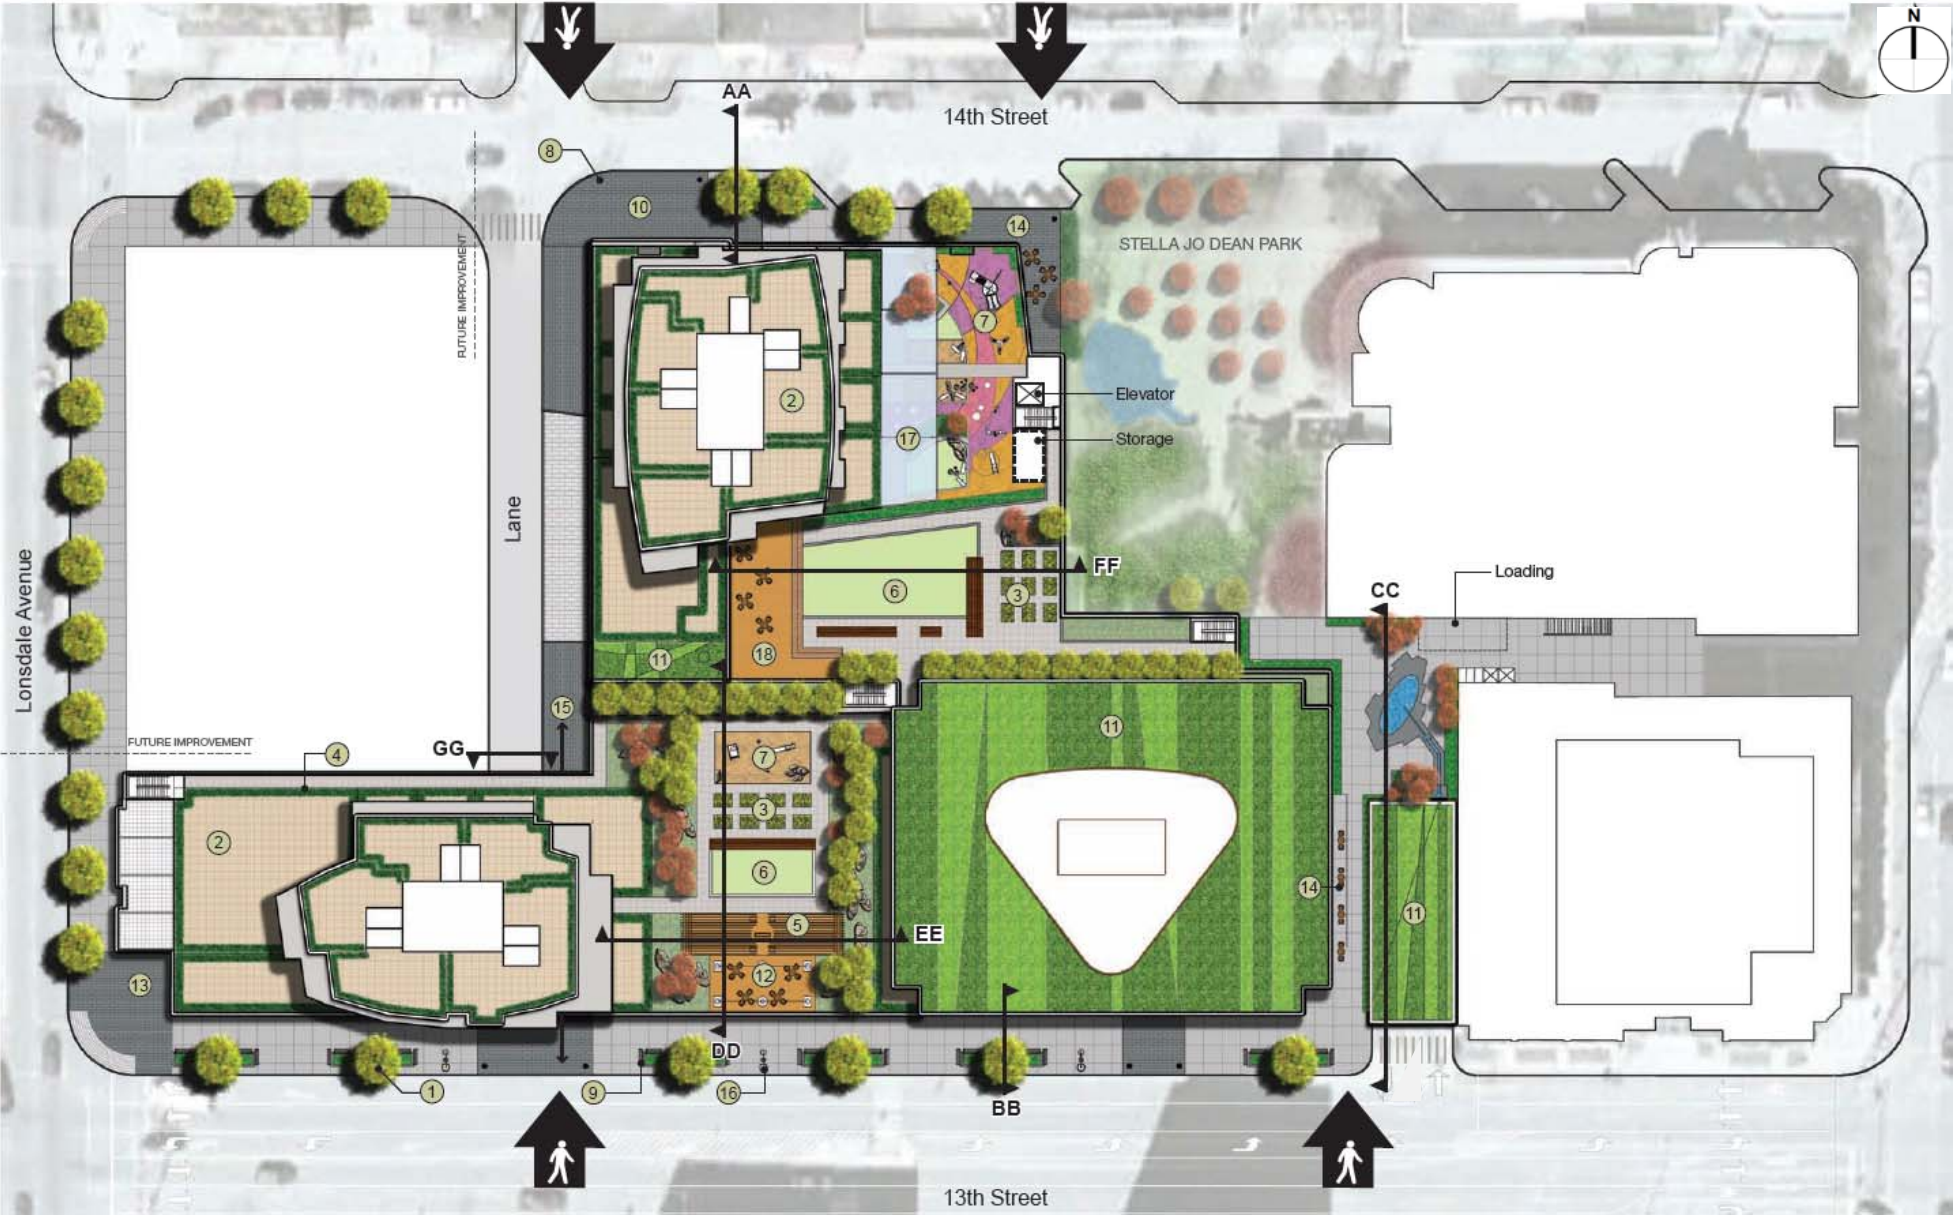 N
AA
14th Street
8
10
14
STELLA JO DEAN PARK
FUTURE IMPROVEMENT
7
Elevator
2
17
Storage
Lane
Lonsdale Avenue
FF
Loading
CC
6
3
18
11
15
11
FUTURE IMPROVEMENT
4
GG
7
3
2
6
14
11
5
EE
12
13
DD
1
9
16
BB
13th Street